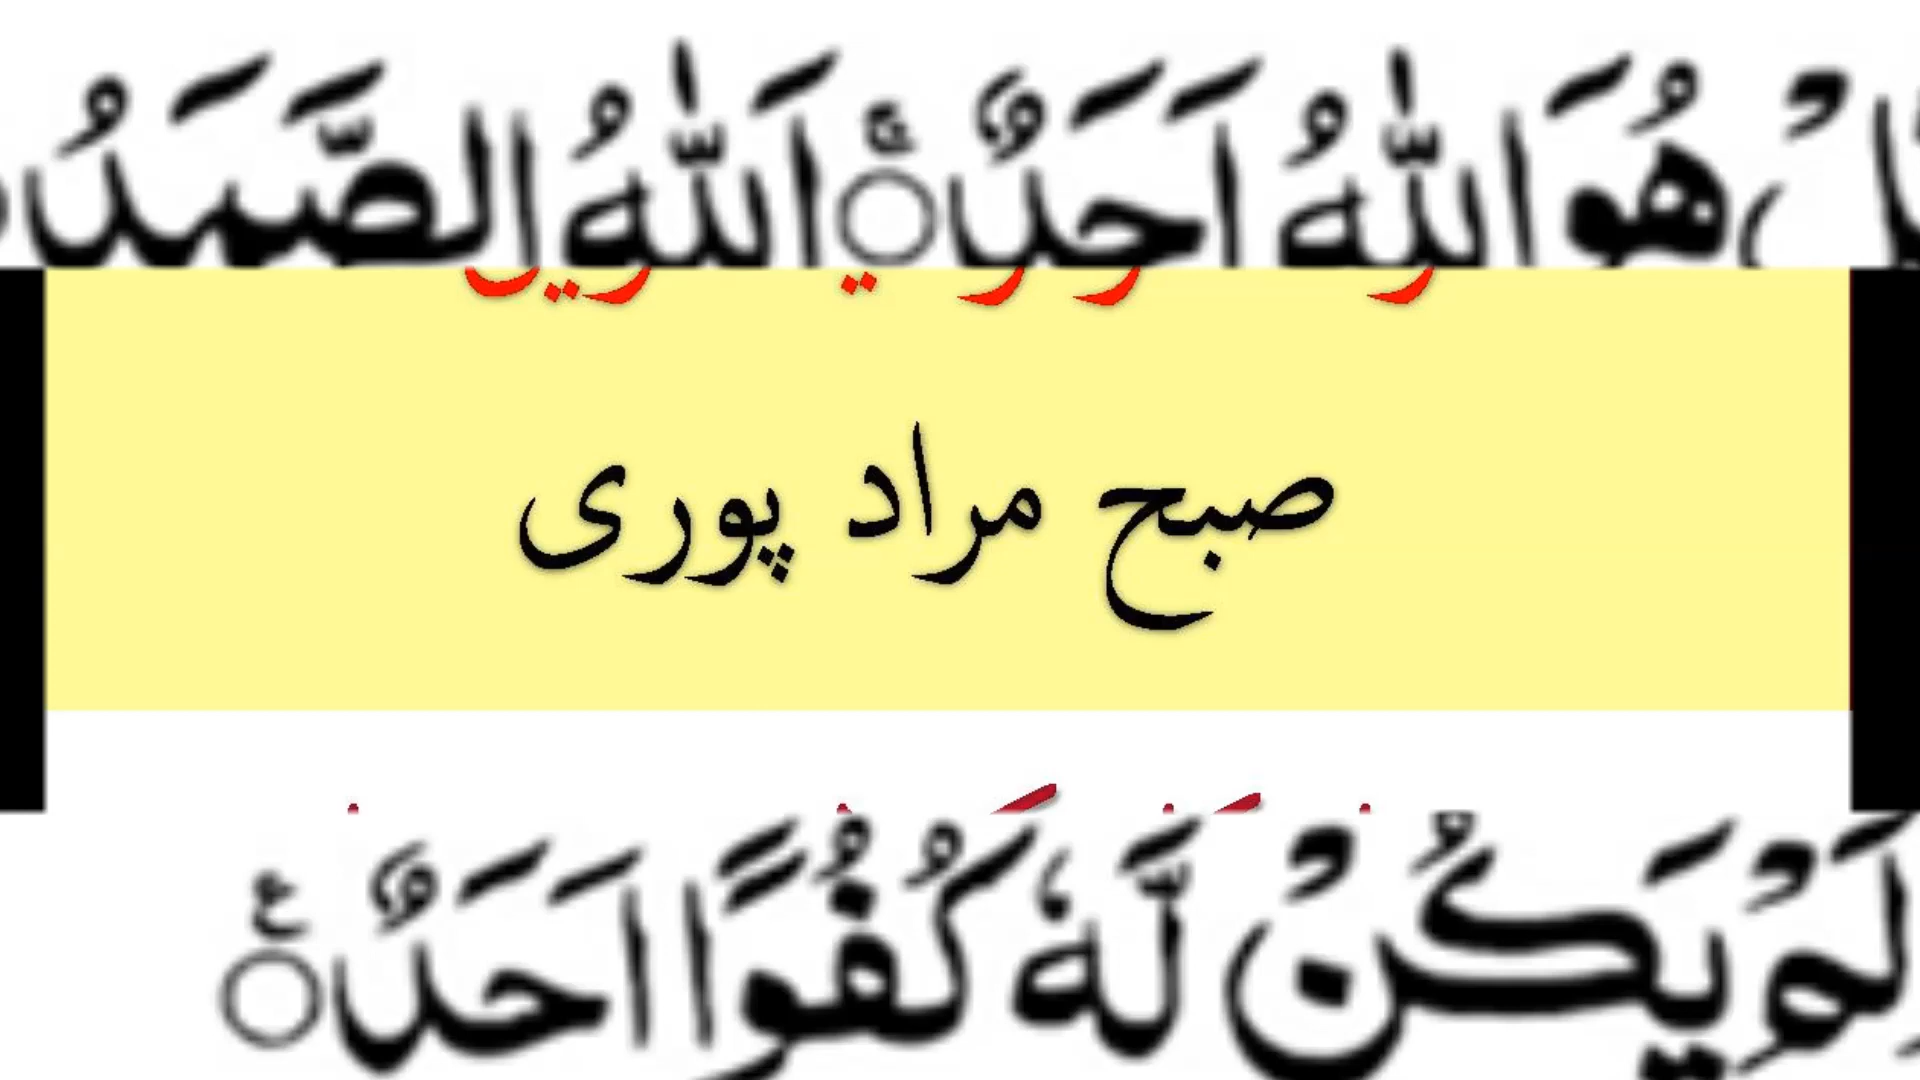 قُلْ هُوَ اللّٰهُ اَحَدٌ اَللّٰهُ الصَّمَدُ
صبح مراد پوری
لَمْ يَكُنْ لَّهٗ كُفُوًا اَحَدٌ